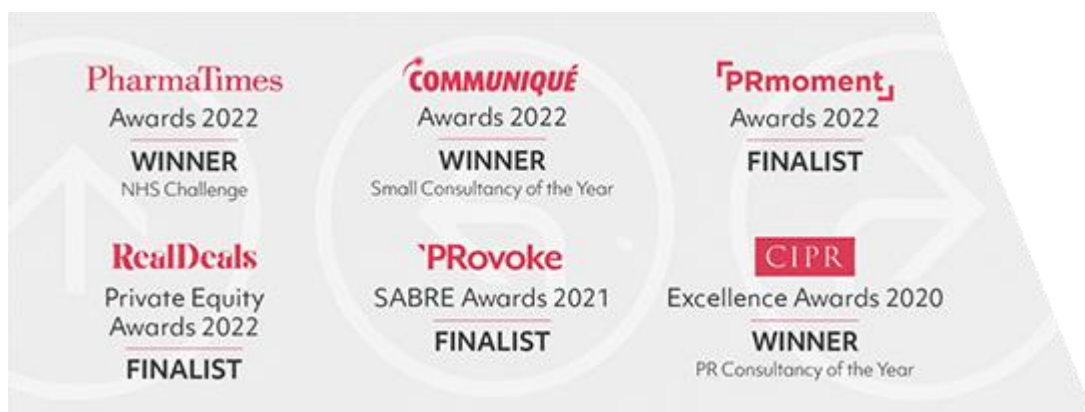 PharmaTimes
Awards 2022
WINNER
NHS Challenge
COMMUNIQUÉ
Awards 2022
WINNER
Small Consultancy of the Year
PRmoment
Awards 2022
FINALIST
RealDeals
Private Equity
Awards 2022
FINALIST
PRovoke
SABRE Awards 2021
FINALIST
CIPR
Excellence Awards 2020
WINNER
PR Consultancy of the Year